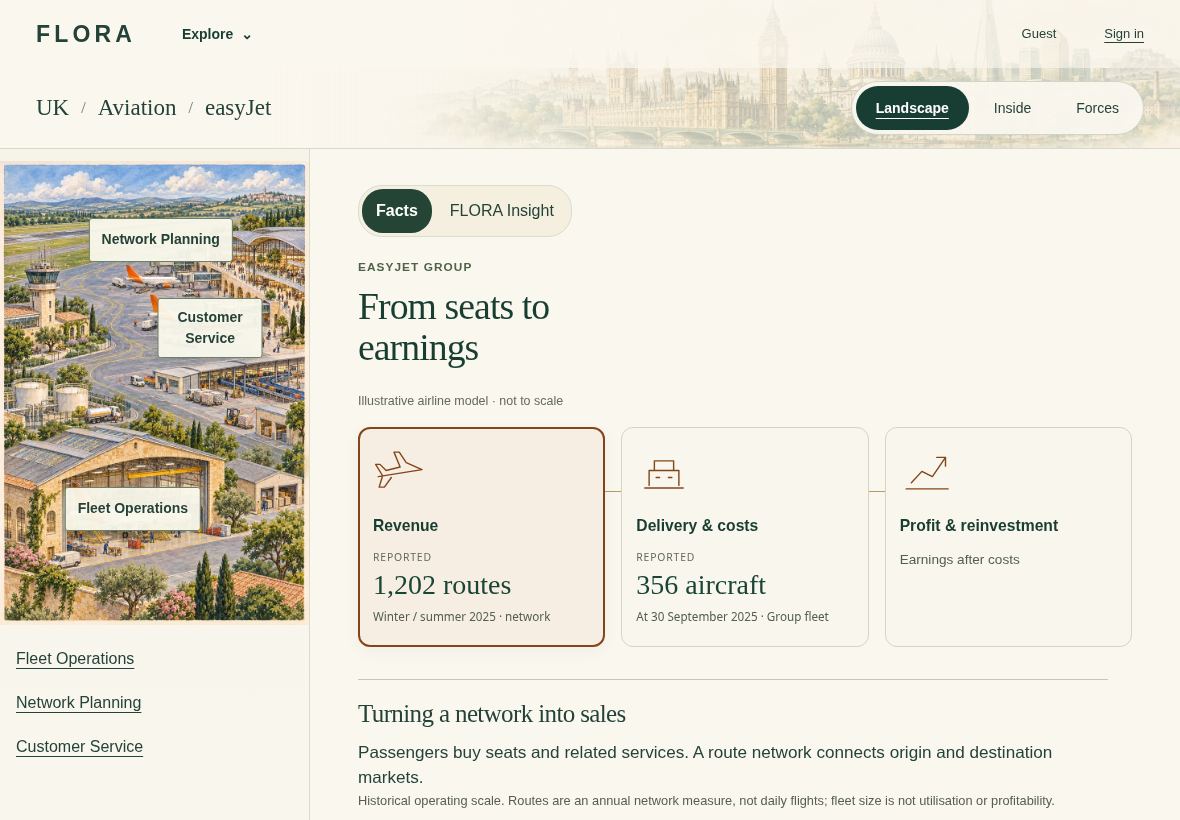 FLORA
Explore
Guest
Sign in
UK / Aviation / easyJet
Landscape
Inside
Forces
Network Planning
Customer
Service
Fleet Operations
Fleet Operations
Network Planning
Customer Service
Facts
FLORA Insight
EASYJET GROUP
From seats to
earnings
Illustrative airline model · not to scale
Revenue
REPORTED
1,202 routes
Winter / summer 2025 · network
Delivery & costs
REPORTED
356 aircraft
At 30 September 2025 · Group fleet
Profit & reinvestment
Earnings after costs
Turning a network into sales
Passengers buy seats and related services. A route network connects origin and destination
markets.
Historical operating scale. Routes are an annual network measure, not daily flights; fleet size is not utilisation or profitability.